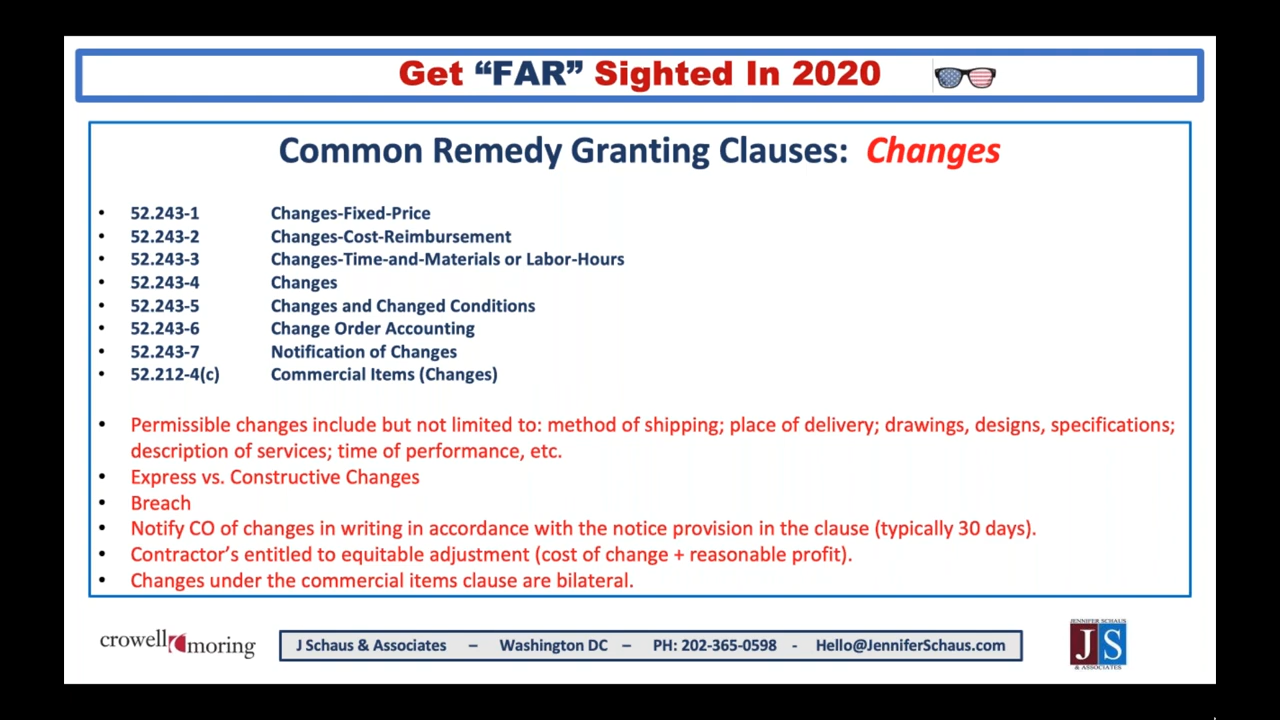 Get “FAR” Sighted In 2020
Common Remedy Granting Clauses: Changes
• 52.243-1 Changes-Fixed-Price
• 52.243-2 Changes-Cost-Reimbursement
• 52.243-3 Changes-Time-and-Materials or Labor-Hours
• 52.243-4 Changes
• 52.243-5 Changes and Changed Conditions
• 52.243-6 Change Order Accounting
• 52.243-7 Notification of Changes
• 52.212-4(c) Commercial Items (Changes)
• Permissible changes include but not limited to: method of shipping; place of delivery; drawings, designs, specifications;
description of services; time of performance, etc.
• Express vs. Constructive Changes
• Breach
• Notify CO of changes in writing in accordance with the notice provision in the clause (typically 30 days).
• Contractor’s entitled to equitable adjustment (cost of change + reasonable profit).
• Changes under the commercial items clause are bilateral.
crowell moring
J Schaus & Associates – Washington DC – PH: 202-365-0598 - Hello@JenniferSchaus.com
JENNIFER SCHAUS
JS
& ASSOCIATES